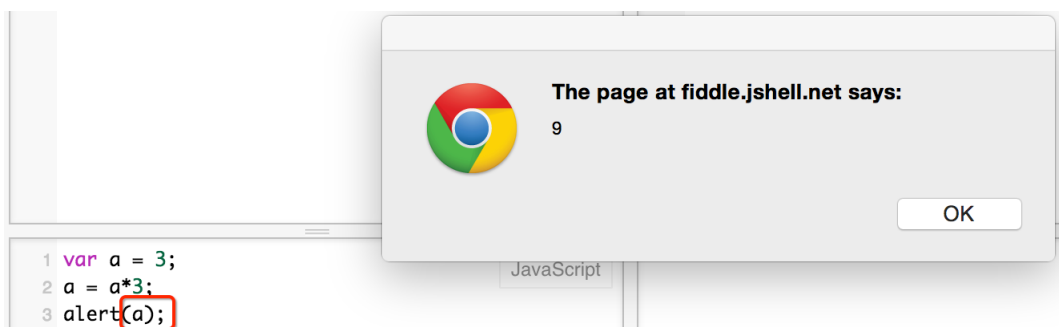 The page at fiddle.jshell.net says:
9
OK
JavaScript
1 var a = 3;
2 a = a*3;
3 alert(a);